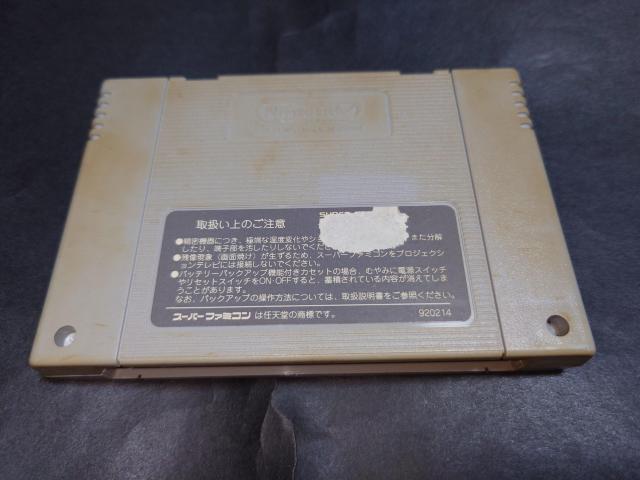 Nintendo
取扱い上のご注意
●精密機器につき、極端な温度変化やシ
また分解
したり、端子部を汚したりしないでくだ
●残像現象（画面焼け）が生ずるため、スーパーファミコンをプロジェクシ
ョンテレビには接続しないでください。
●バッテリーバックアップ機能付きカセットの場合、むやみに電源スイッチ
やリセットスイッチをON・OFFすると、蓄積されている内容が消えてしま
うことがあります。
なお、バックアップの操作方法については、取扱説明書をご参照ください。
スーパーファミコン は任天堂の商標です。
920214